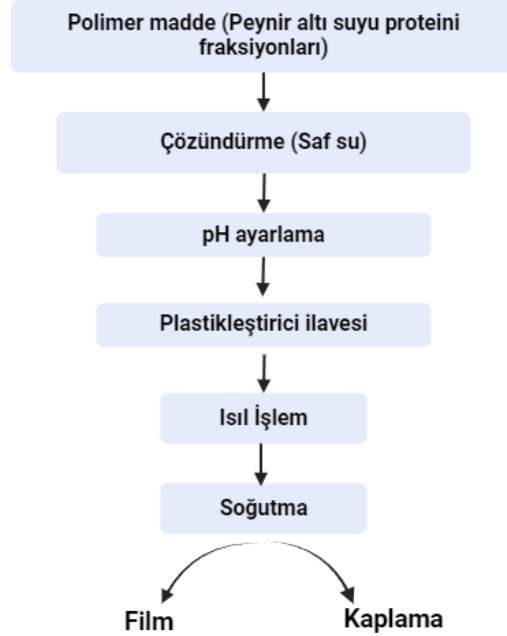 Polimer madde (Peynir altı suyu proteini
fraksiyonları)
Çözündürme (Saf su)
pH ayarlama
Plastikleştirici ilavesi
Isıl İşlem
Soğutma
Film
Kaplama